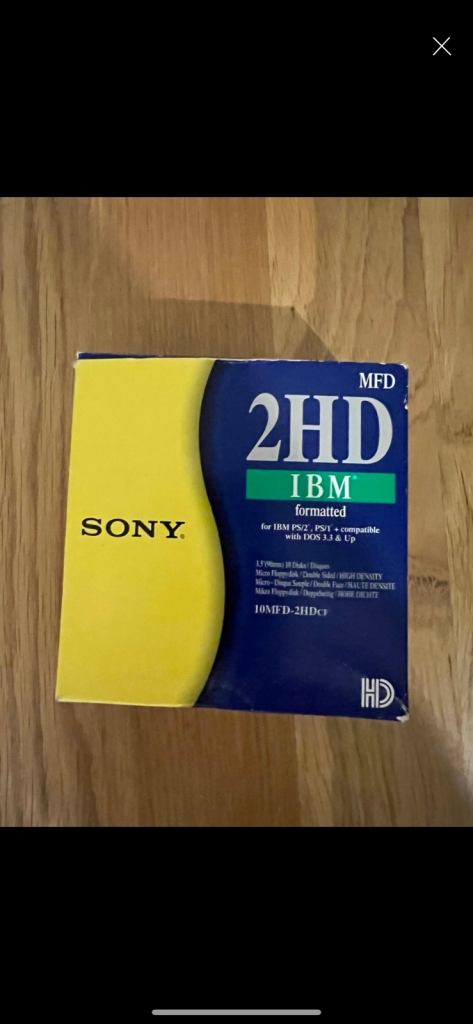 SONY®
MFD
2HD
IBM®
formatted
for IBM PS/2®, PS/1® + compatible
with DOS 3.3 & Up
3.5"(90mm) 10 Disks / Disques
Micro Floppydisk / Double Sided / HIGH DENSITY
Micro-Disque Souple / Double Face / HAUTE DENSITE
Mikro Floppydisk / Doppelseitig / HOHE DICHTE
10MFD-2HDCF
HD